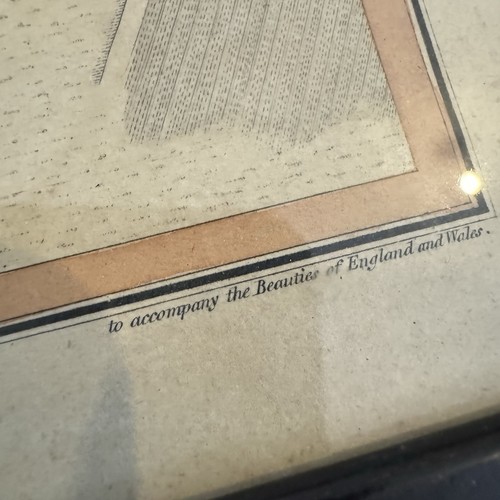 to accompany the Beauties of England and Wales.